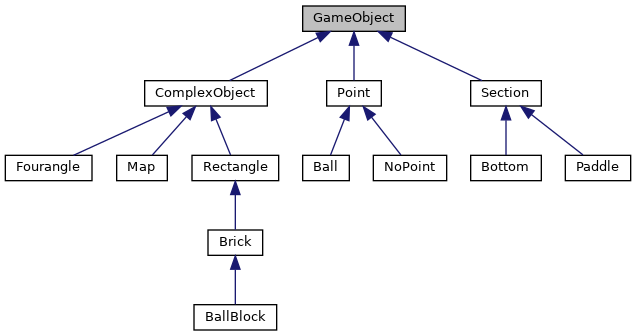 GameObject
ComplexObject
Point
Section
Fourangle
Map
Rectangle
Ball
NoPoint
Bottom
Paddle
Brick
BallBlock